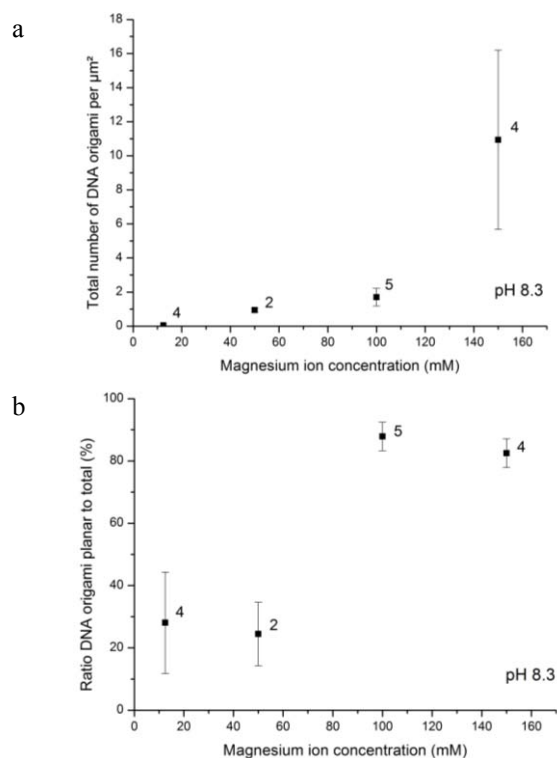 a
Total number of DNA origami per µm²
18
16
14
12
10
8
6
4
2
0
4
2
5
4
pH 8.3
0 20 40 60 80 100 120 140 160
Magnesium ion concentration (mM)
b
Ratio DNA origami planar to total (%)
100
80
60
40
20
0
4
2
5
4
pH 8.3
0 20 40 60 80 100 120 140 160
Magnesium ion concentration (mM)